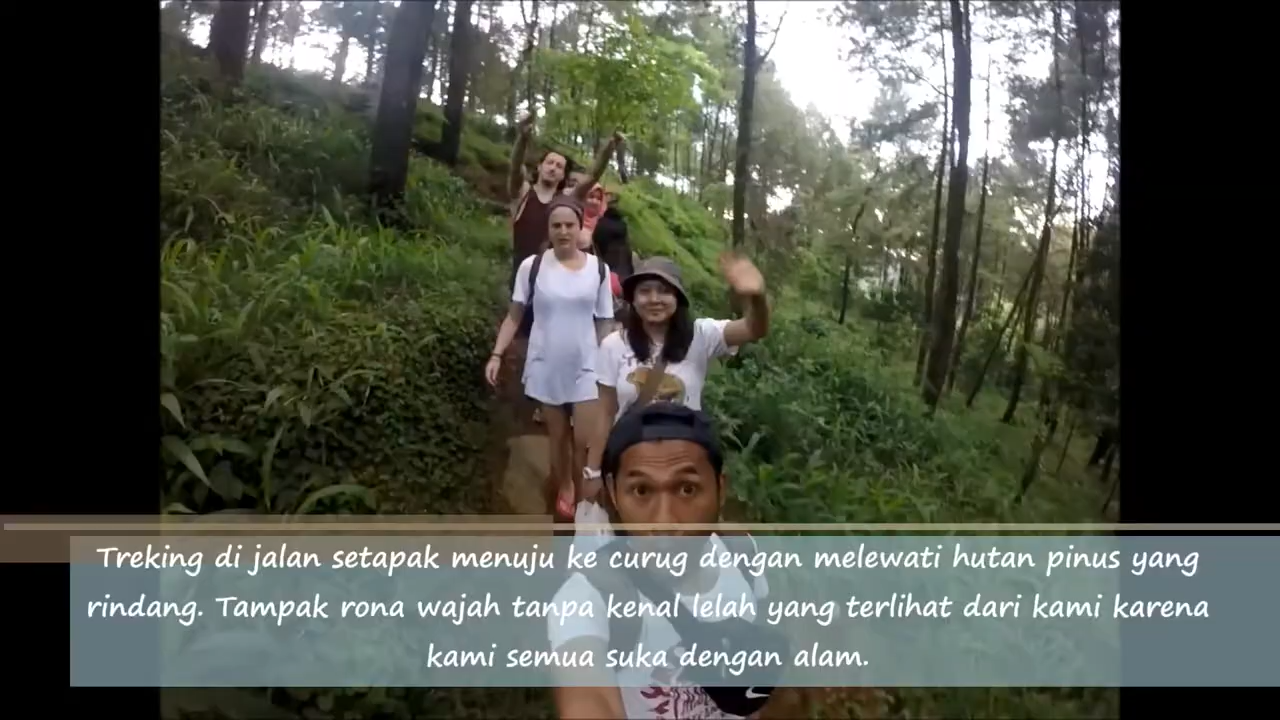 Treking di jalan setapak menuju ke curug dengan melewati hutan pinus yang
rindang. Tampak rona wajah tanpa kenal lelah yang terlihat dari kami karena
kami semua suka dengan alam.